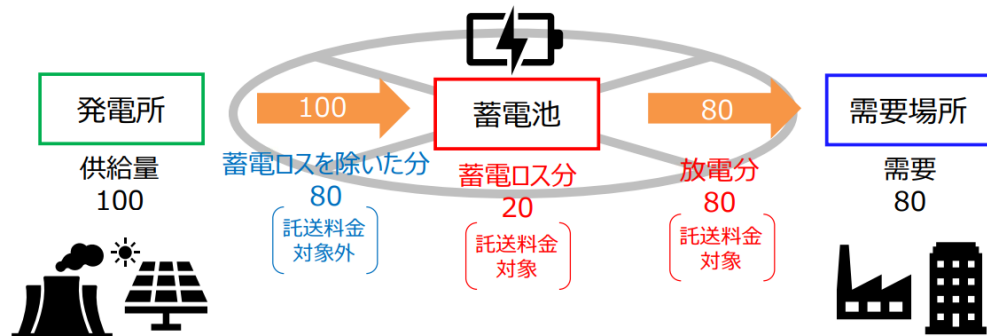 発電所
100
蓄電池
80
需要場所
供給量
100
蓄電ロスを除いた分
80
託送料金
対象外
蓄電ロス分
20
託送料金
対象
放電分
80
託送料金
対象
需要
80